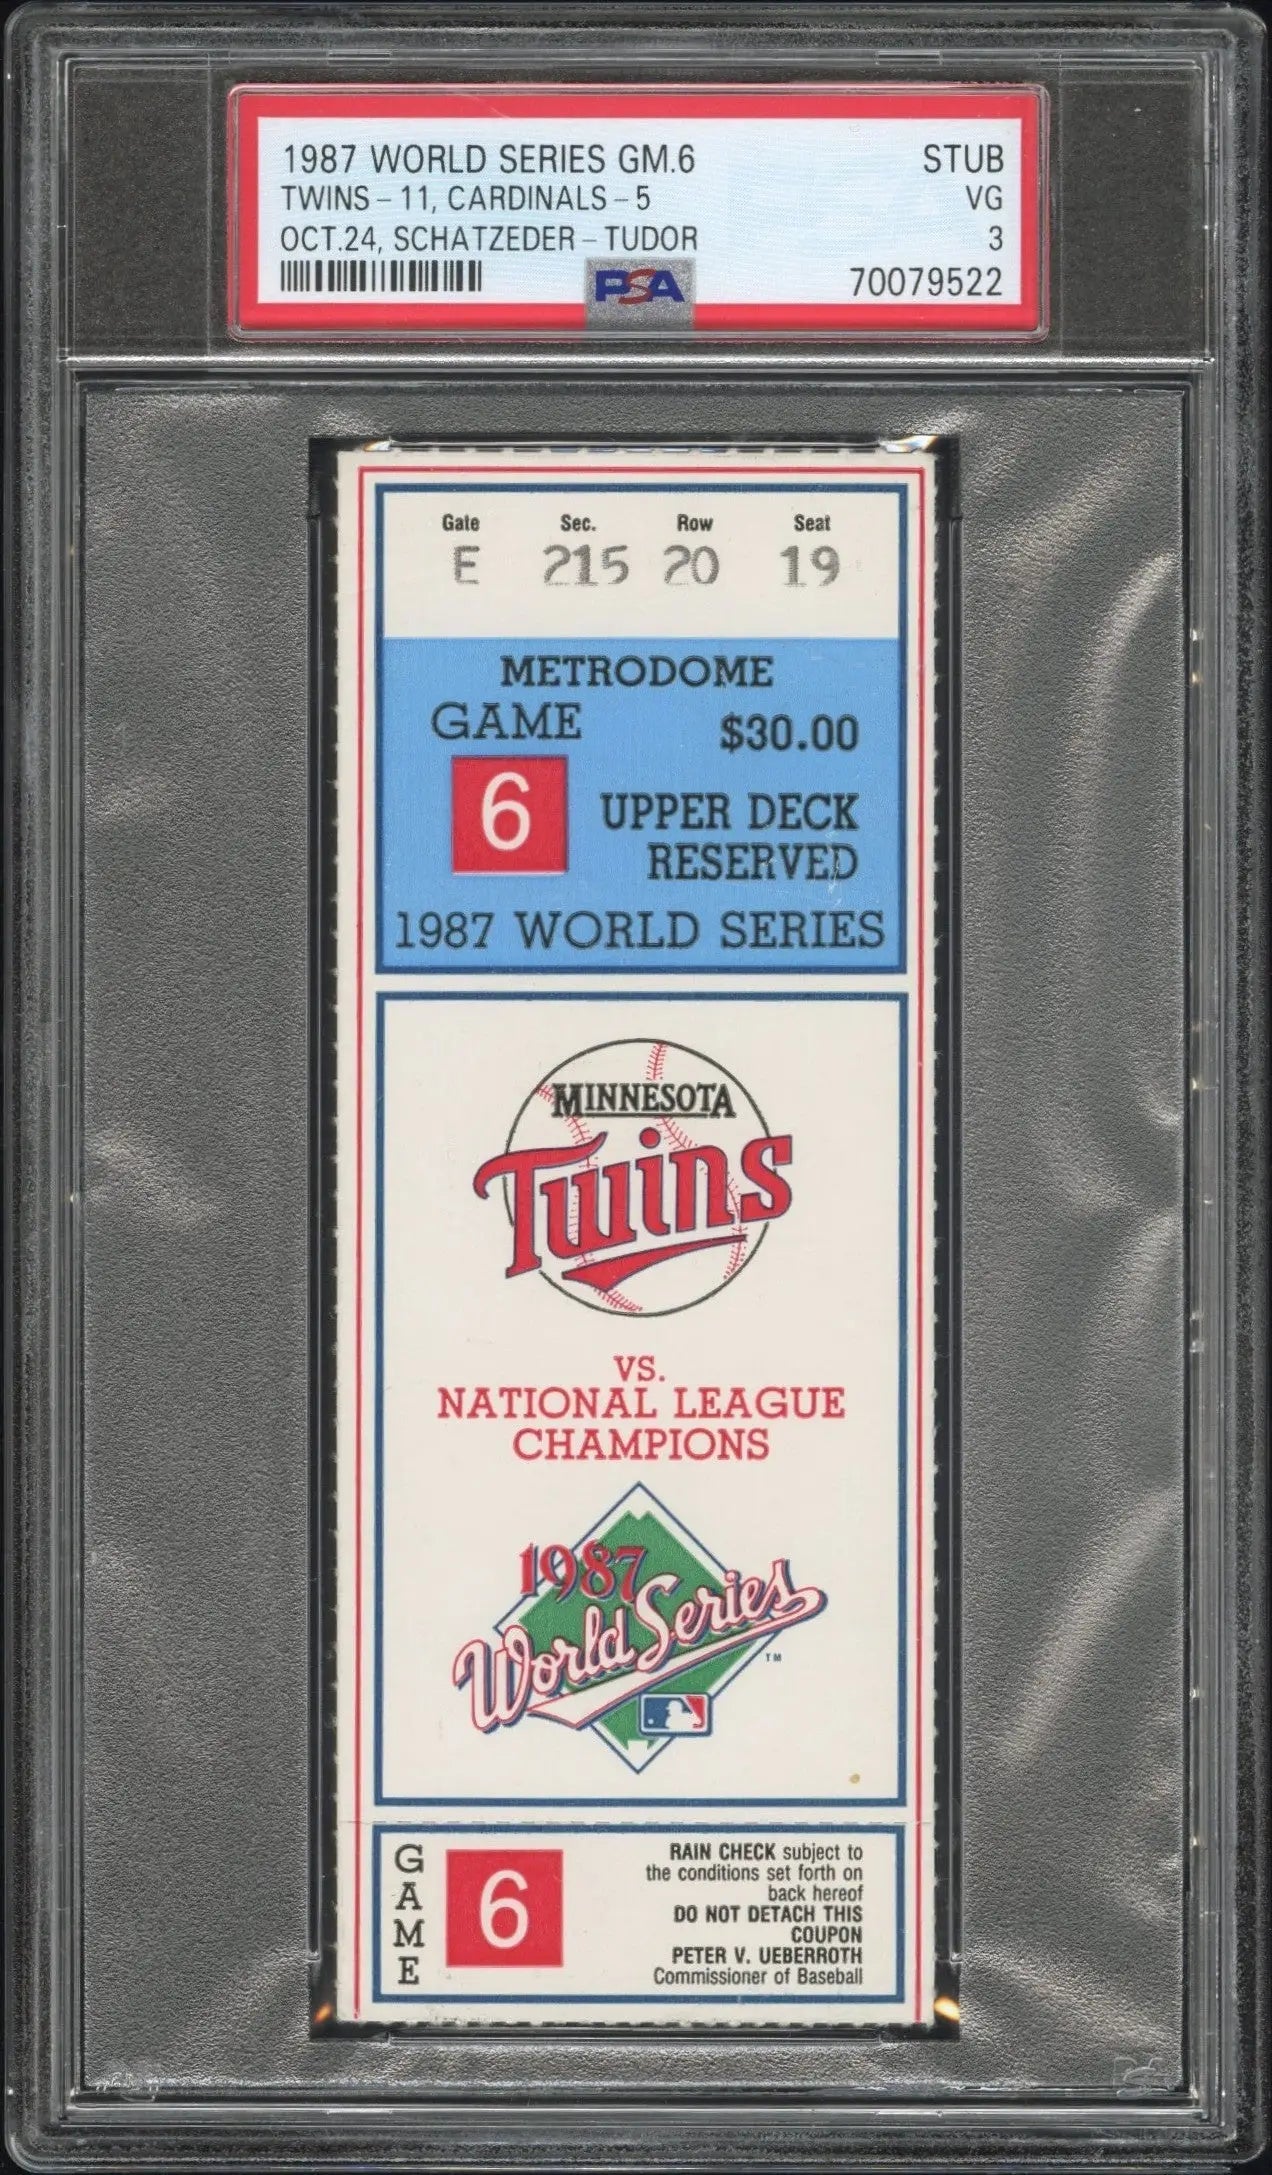 1987 WORLD SERIES GM.6 STUB
TWINS - 11, CARDINALS - 5 VG
OCT.24, SCHATZEDER - TUDOR 3
PSA 70079522
Gate Sec. Row Seat
E 215 20 19
METRODOME
GAME $30.00
6 UPPER DECK
RESERVED
1987 WORLD SERIES
MINNESOTA
Twins
VS.
NATIONAL LEAGUE
CHAMPIONS
1987
World Series
TM
GAME
6
RAIN CHECK subject to
the conditions set forth on
back hereof
DO NOT DETACH THIS
COUPON
PETER V. UEBERROTH
Commissioner of Baseball
PSA